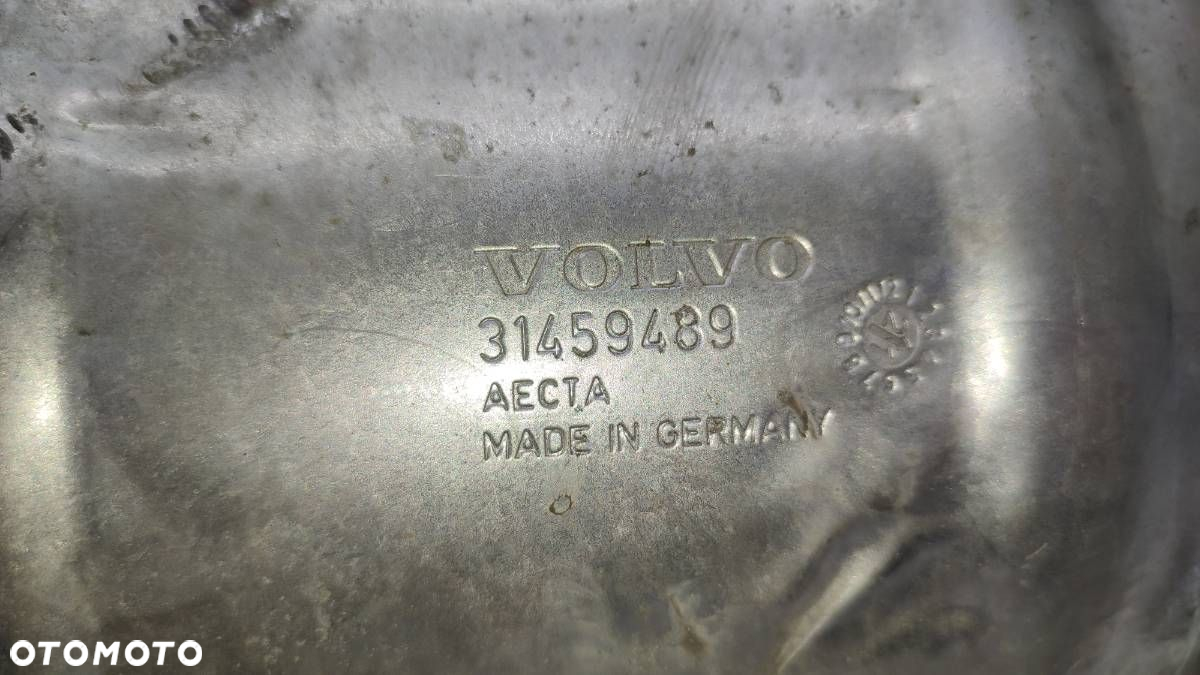 VOLVO
31459489
AECTA
MADE IN GERMANY
OTOMOTO